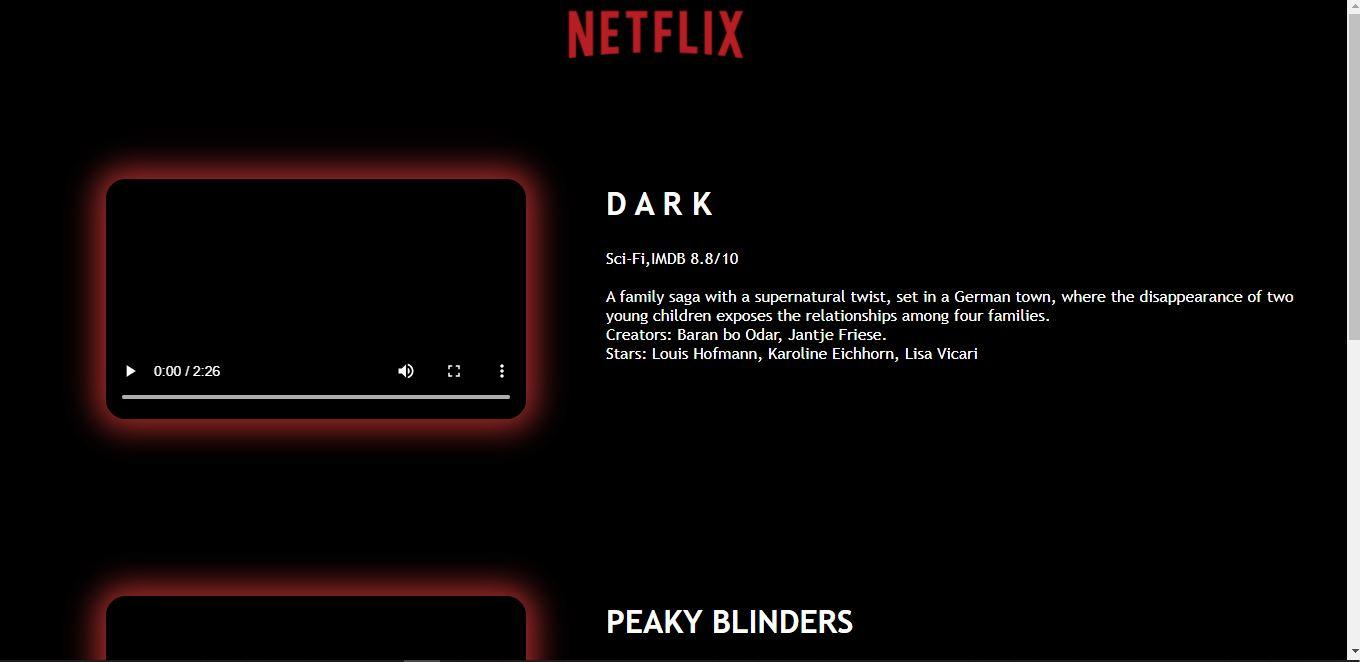 NETFLIX
D A R K
Sci-Fi,IMDB 8.8/10
A family saga with a supernatural twist, set in a German town, where the disappearance of two
young children exposes the relationships among four families.
Creators: Baran bo Odar, Jantje Friese.
Stars: Louis Hofmann, Karoline Eichhorn, Lisa Vicari
0:00 / 2:26
PEAKY BLINDERS